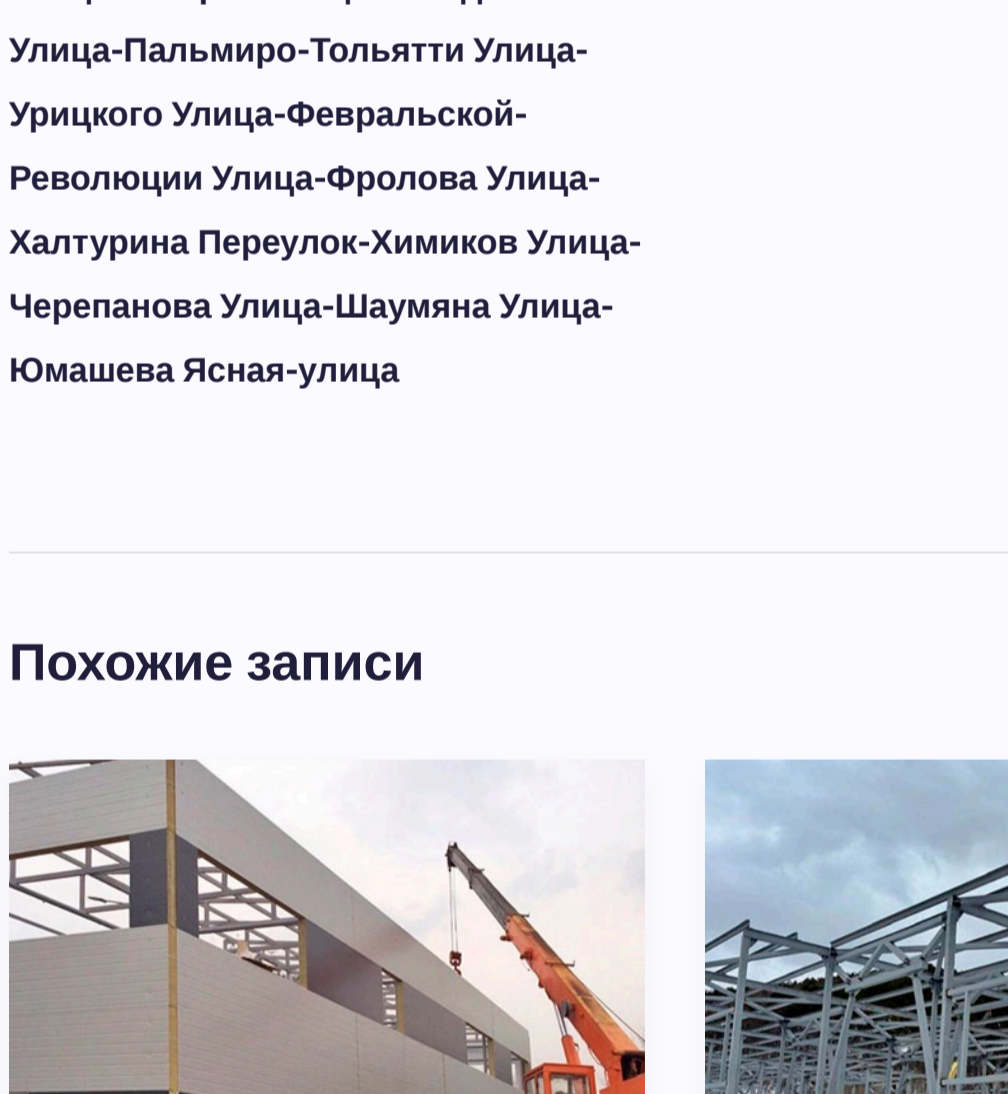 Улица-Пальмиро-Тольятти Улица-
Урицкого Улица-Февральской-
Революции Улица-Фролова Улица-
Халтурина Переулок-Химиков Улица-
Черепанова Улица-Шаумяна Улица-
Юмашева Ясная-улица
Похожие записи